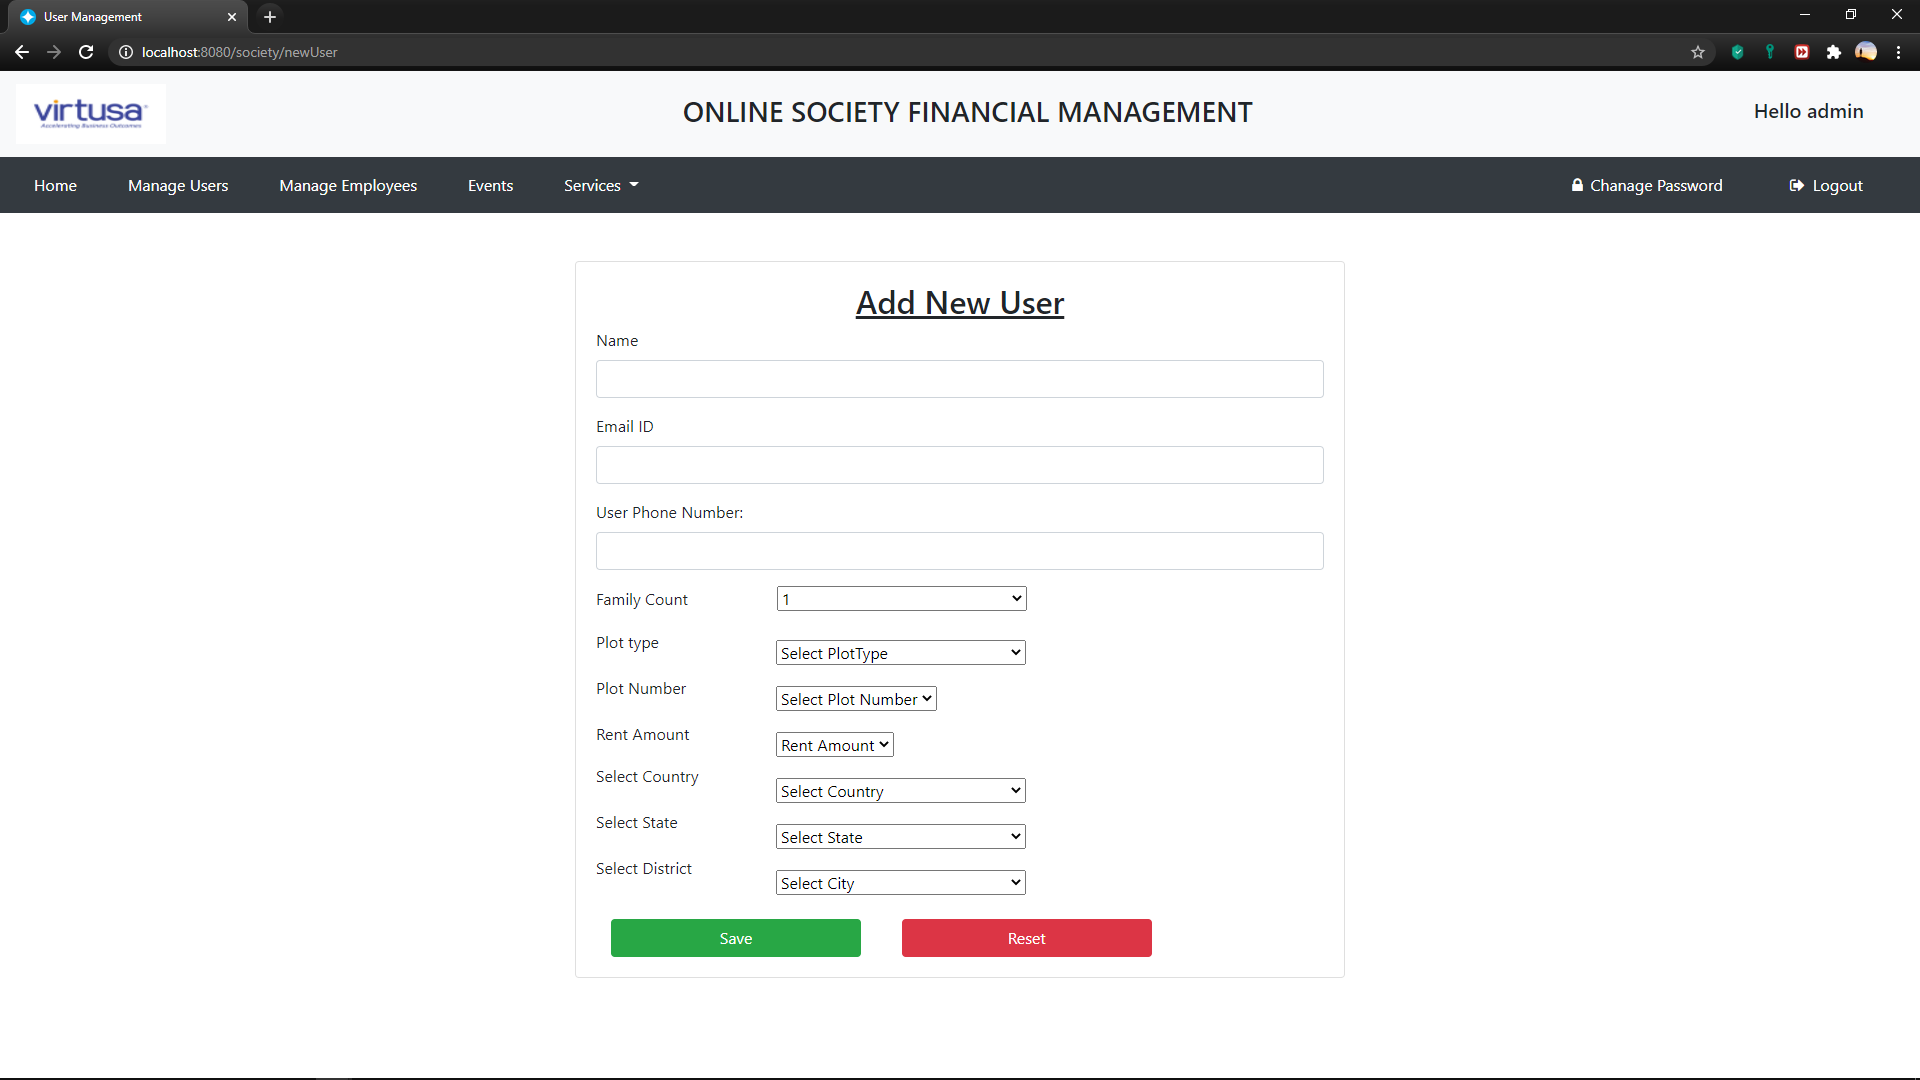 User Management
localhost:8080/society/newUser
virtusa
Accelerating Business Outcomes
ONLINE SOCIETY FINANCIAL MANAGEMENT
Hello admin
Home Manage Users Manage Employees Events Services Chanage Password Logout
Add New User
Name
Email ID
User Phone Number:
Family Count 1
Plot type Select PlotType
Plot Number Select Plot Number
Rent Amount Rent Amount
Select Country Select Country
Select State Select State
Select District Select City
Save Reset